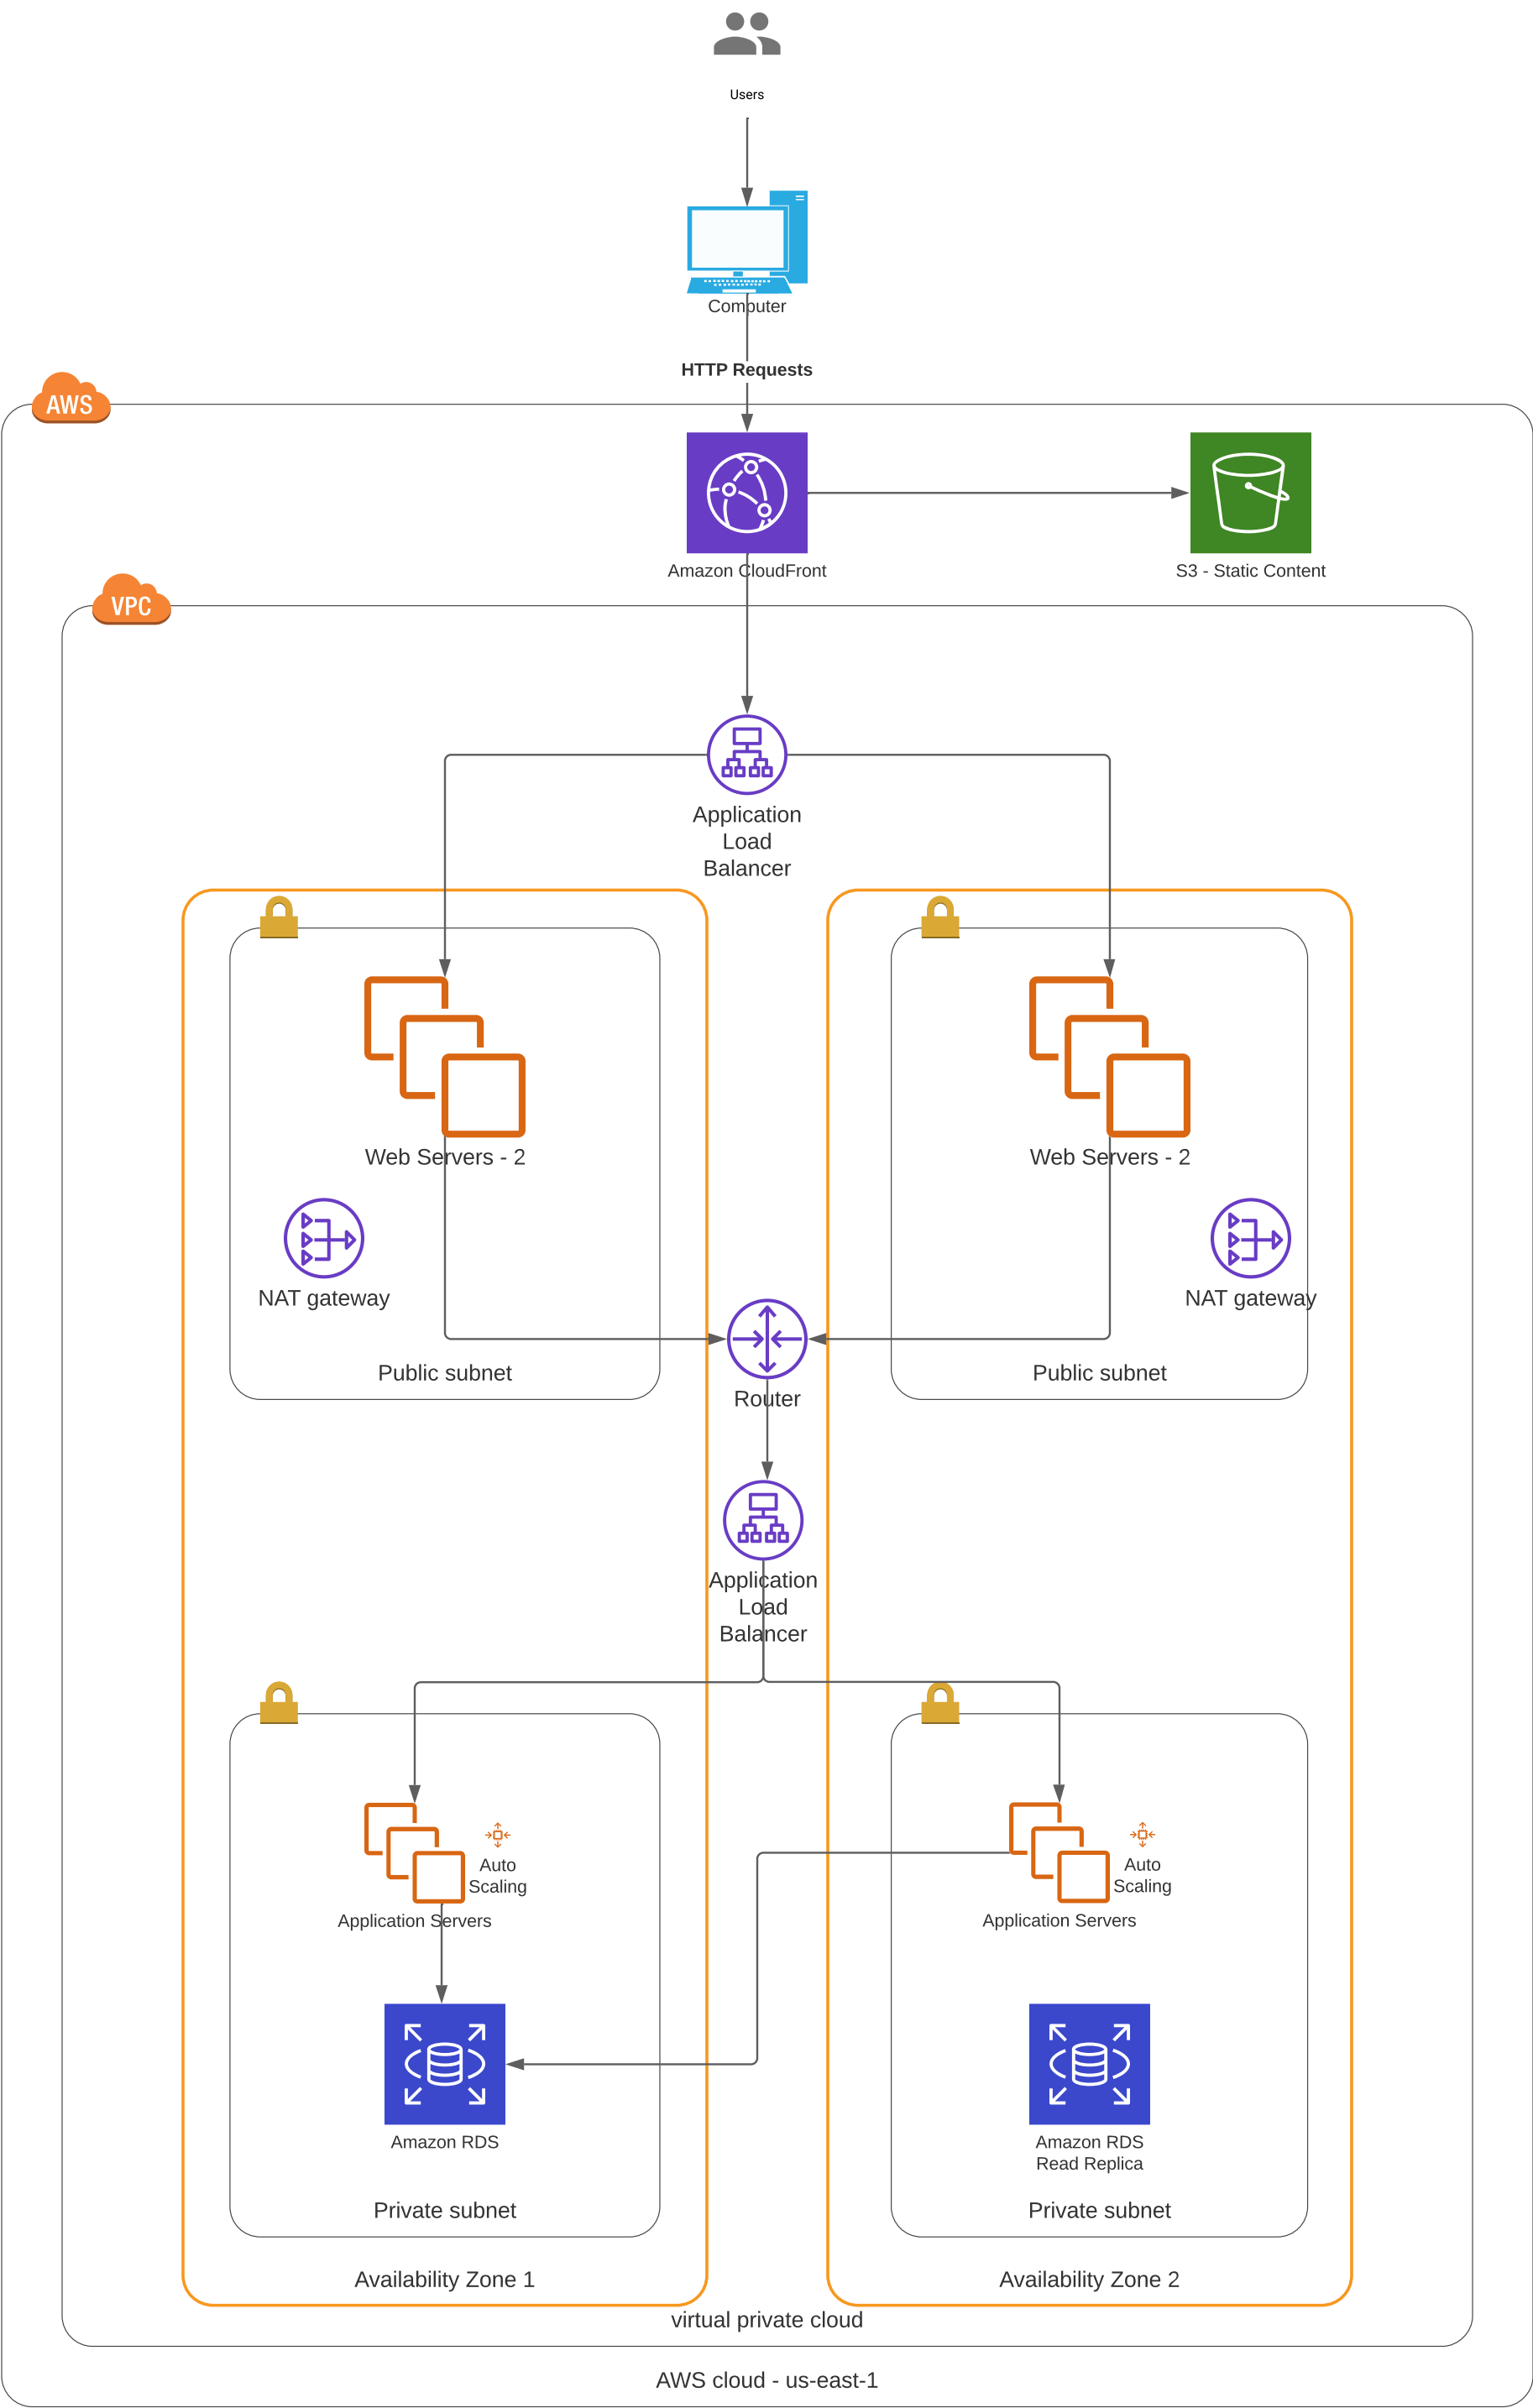 Users
Computer
HTTP Requests
AWS
Amazon CloudFront
S3 - Static Content
VPC
Application
Load
Balancer
Web Servers - 2
Web Servers - 2
NAT gateway
NAT gateway
Public subnet
Public subnet
Router
Application
Load
Balancer
Auto
Scaling
Application Servers
Auto
Scaling
Application Servers
Amazon RDS
Amazon RDS
Read Replica
Private subnet
Private subnet
Availability Zone 1
Availability Zone 2
virtual private cloud
AWS cloud - us-east-1